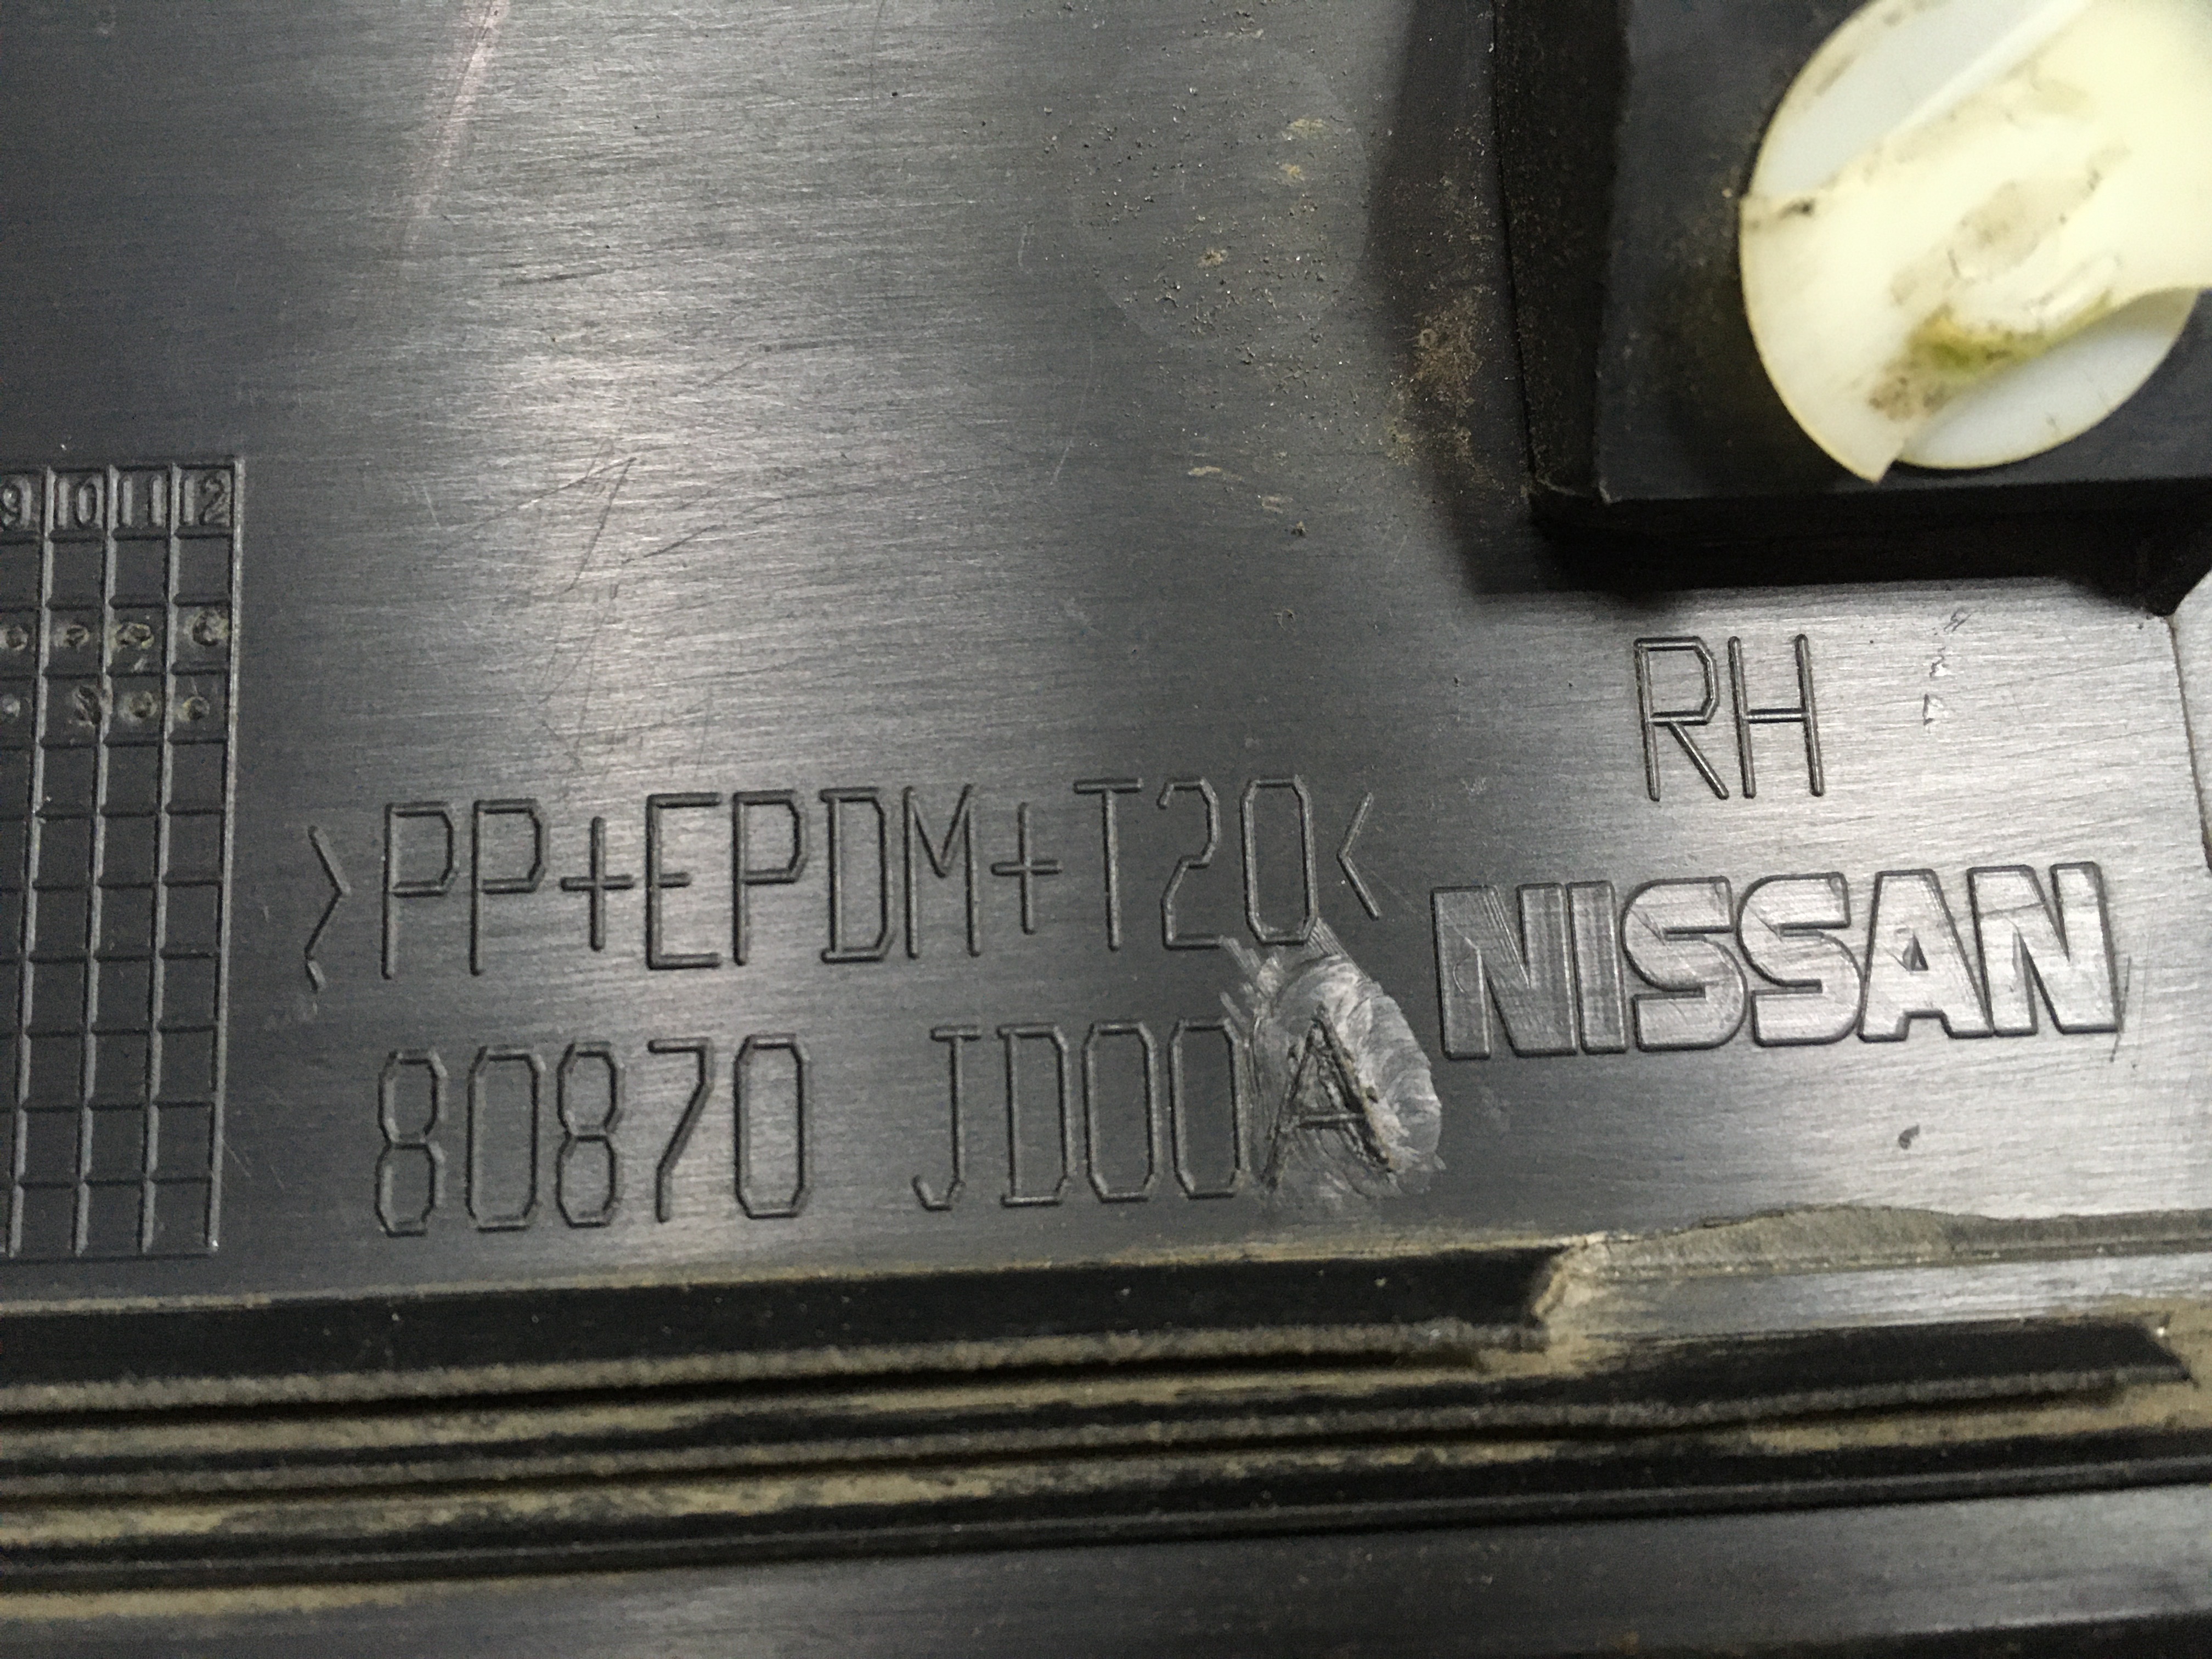 9 10 11 12
RH
>PP+EPDM+T20<
NISSAN
80870 JD00A